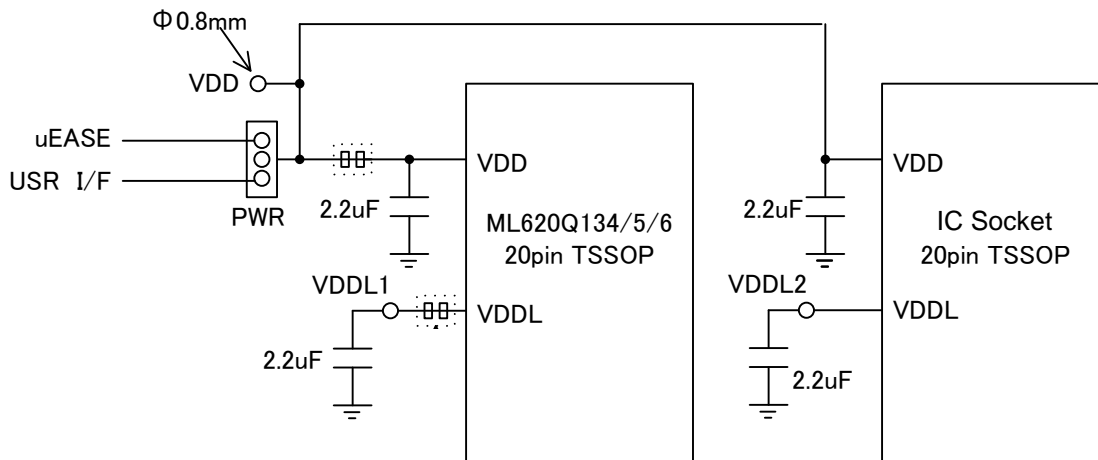 Φ0.8mm
VDD
uEASE
USR I/F
PWR
2.2uF
VDD
ML620Q134/5/6
20pin TSSOP
VDDL1
VDDL
2.2uF
VDD
2.2uF
IC Socket
20pin TSSOP
VDDL2
VDDL
2.2uF